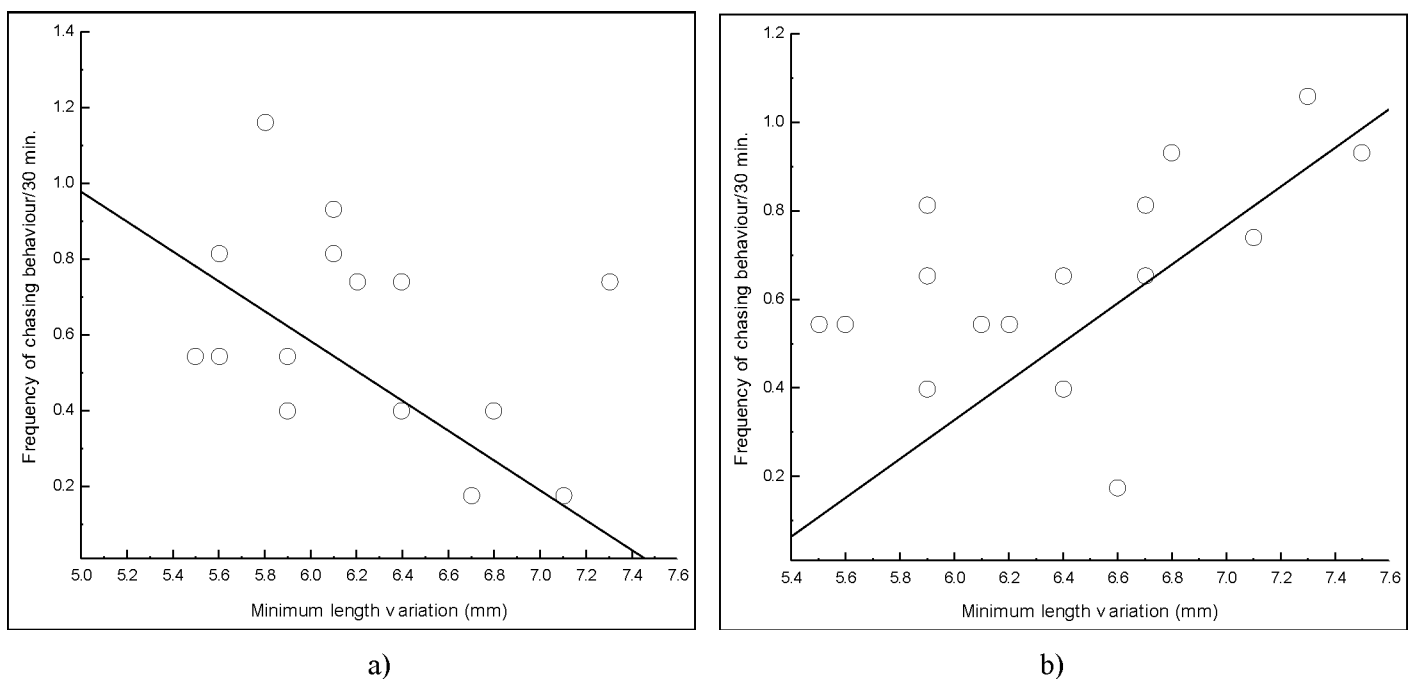 Frequency of chasing behaviour/30 min.
1.4
1.2
1.0
0.8
0.6
0.4
0.2
5.0 5.2 5.4 5.6 5.8 6.0 6.2 6.4 6.6 6.8 7.0 7.2 7.4 7.6
Minimum length v ariation (mm)
a)
Frequency of chasing behaviour/30 min.
1.2
1.0
0.8
0.6
0.4
0.2
5.4 5.6 5.8 6.0 6.2 6.4 6.6 6.8 7.0 7.2 7.4 7.6
Minimum length v ariation (mm)
b)